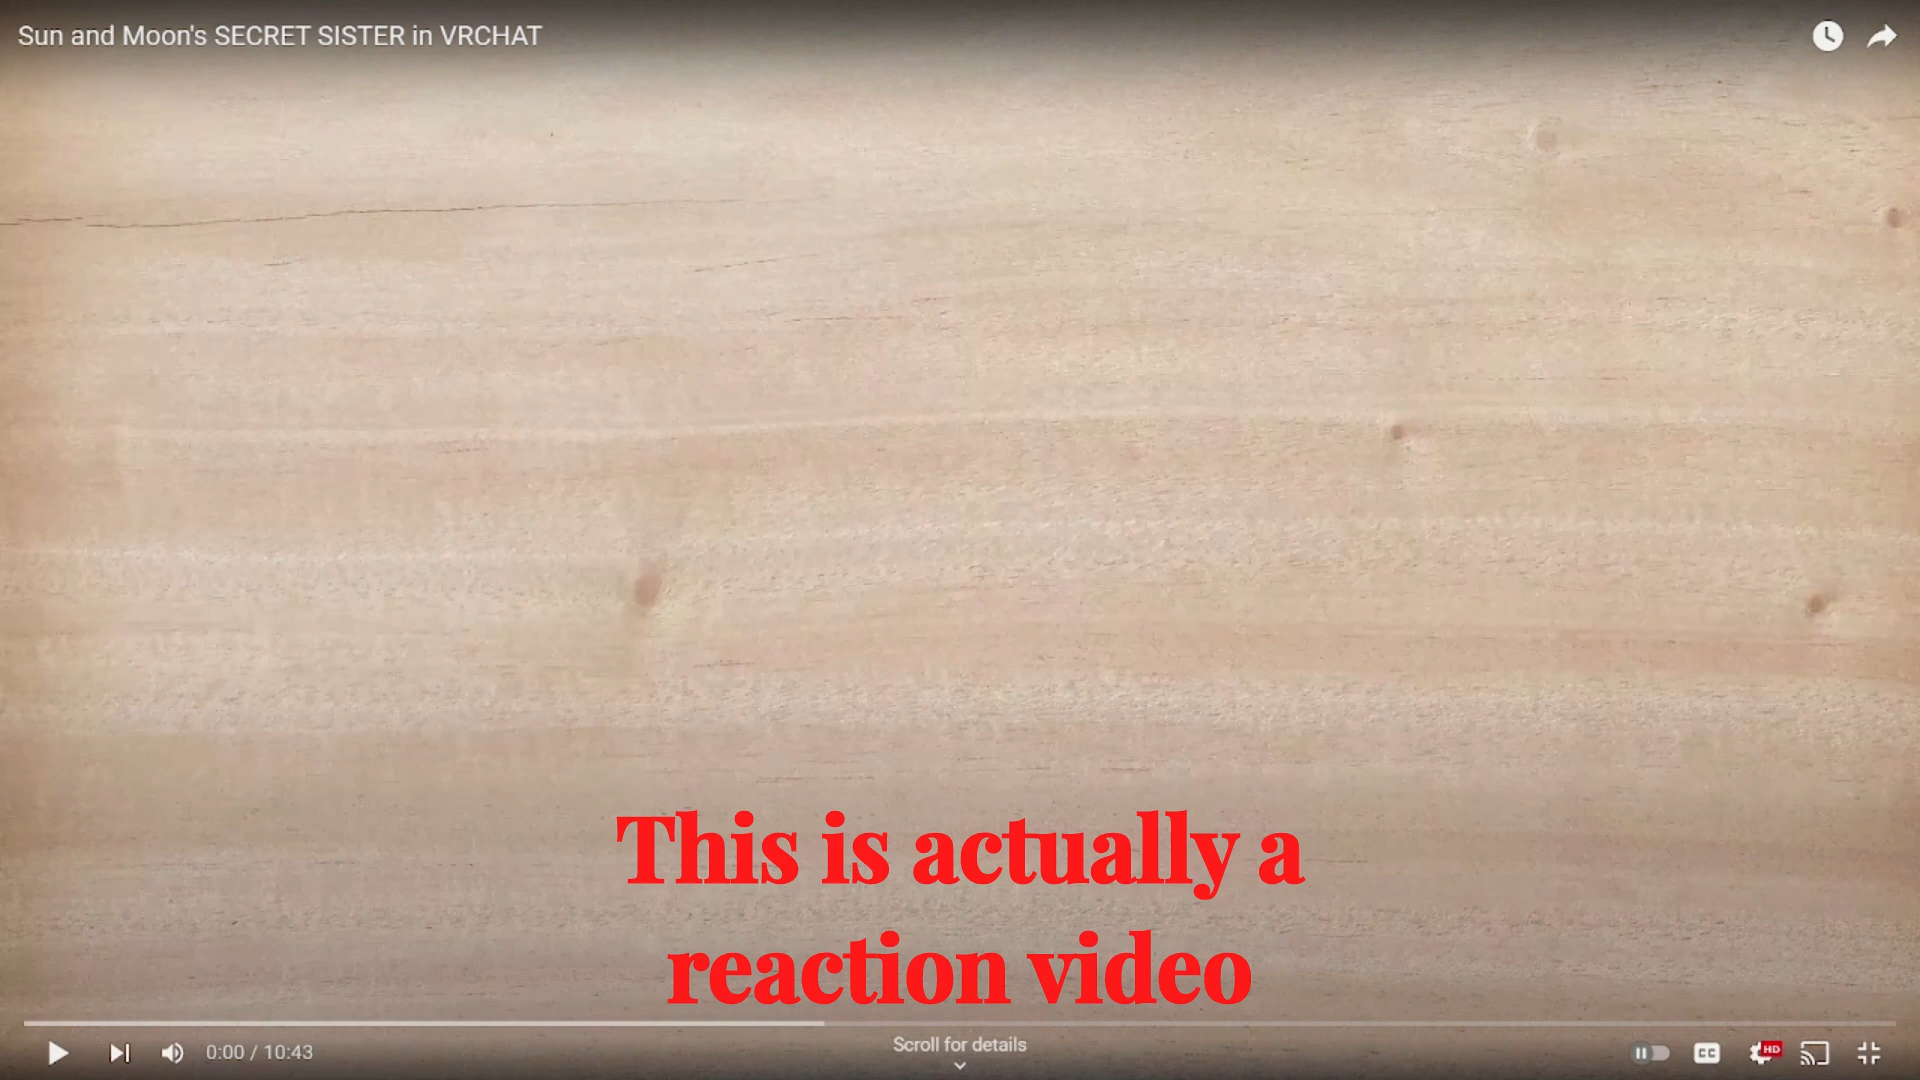 Sun and Moon's SECRET SISTER in VRCHAT
This is actually a
reaction video
0:00 / 10:43
Scroll for details
CC
HD